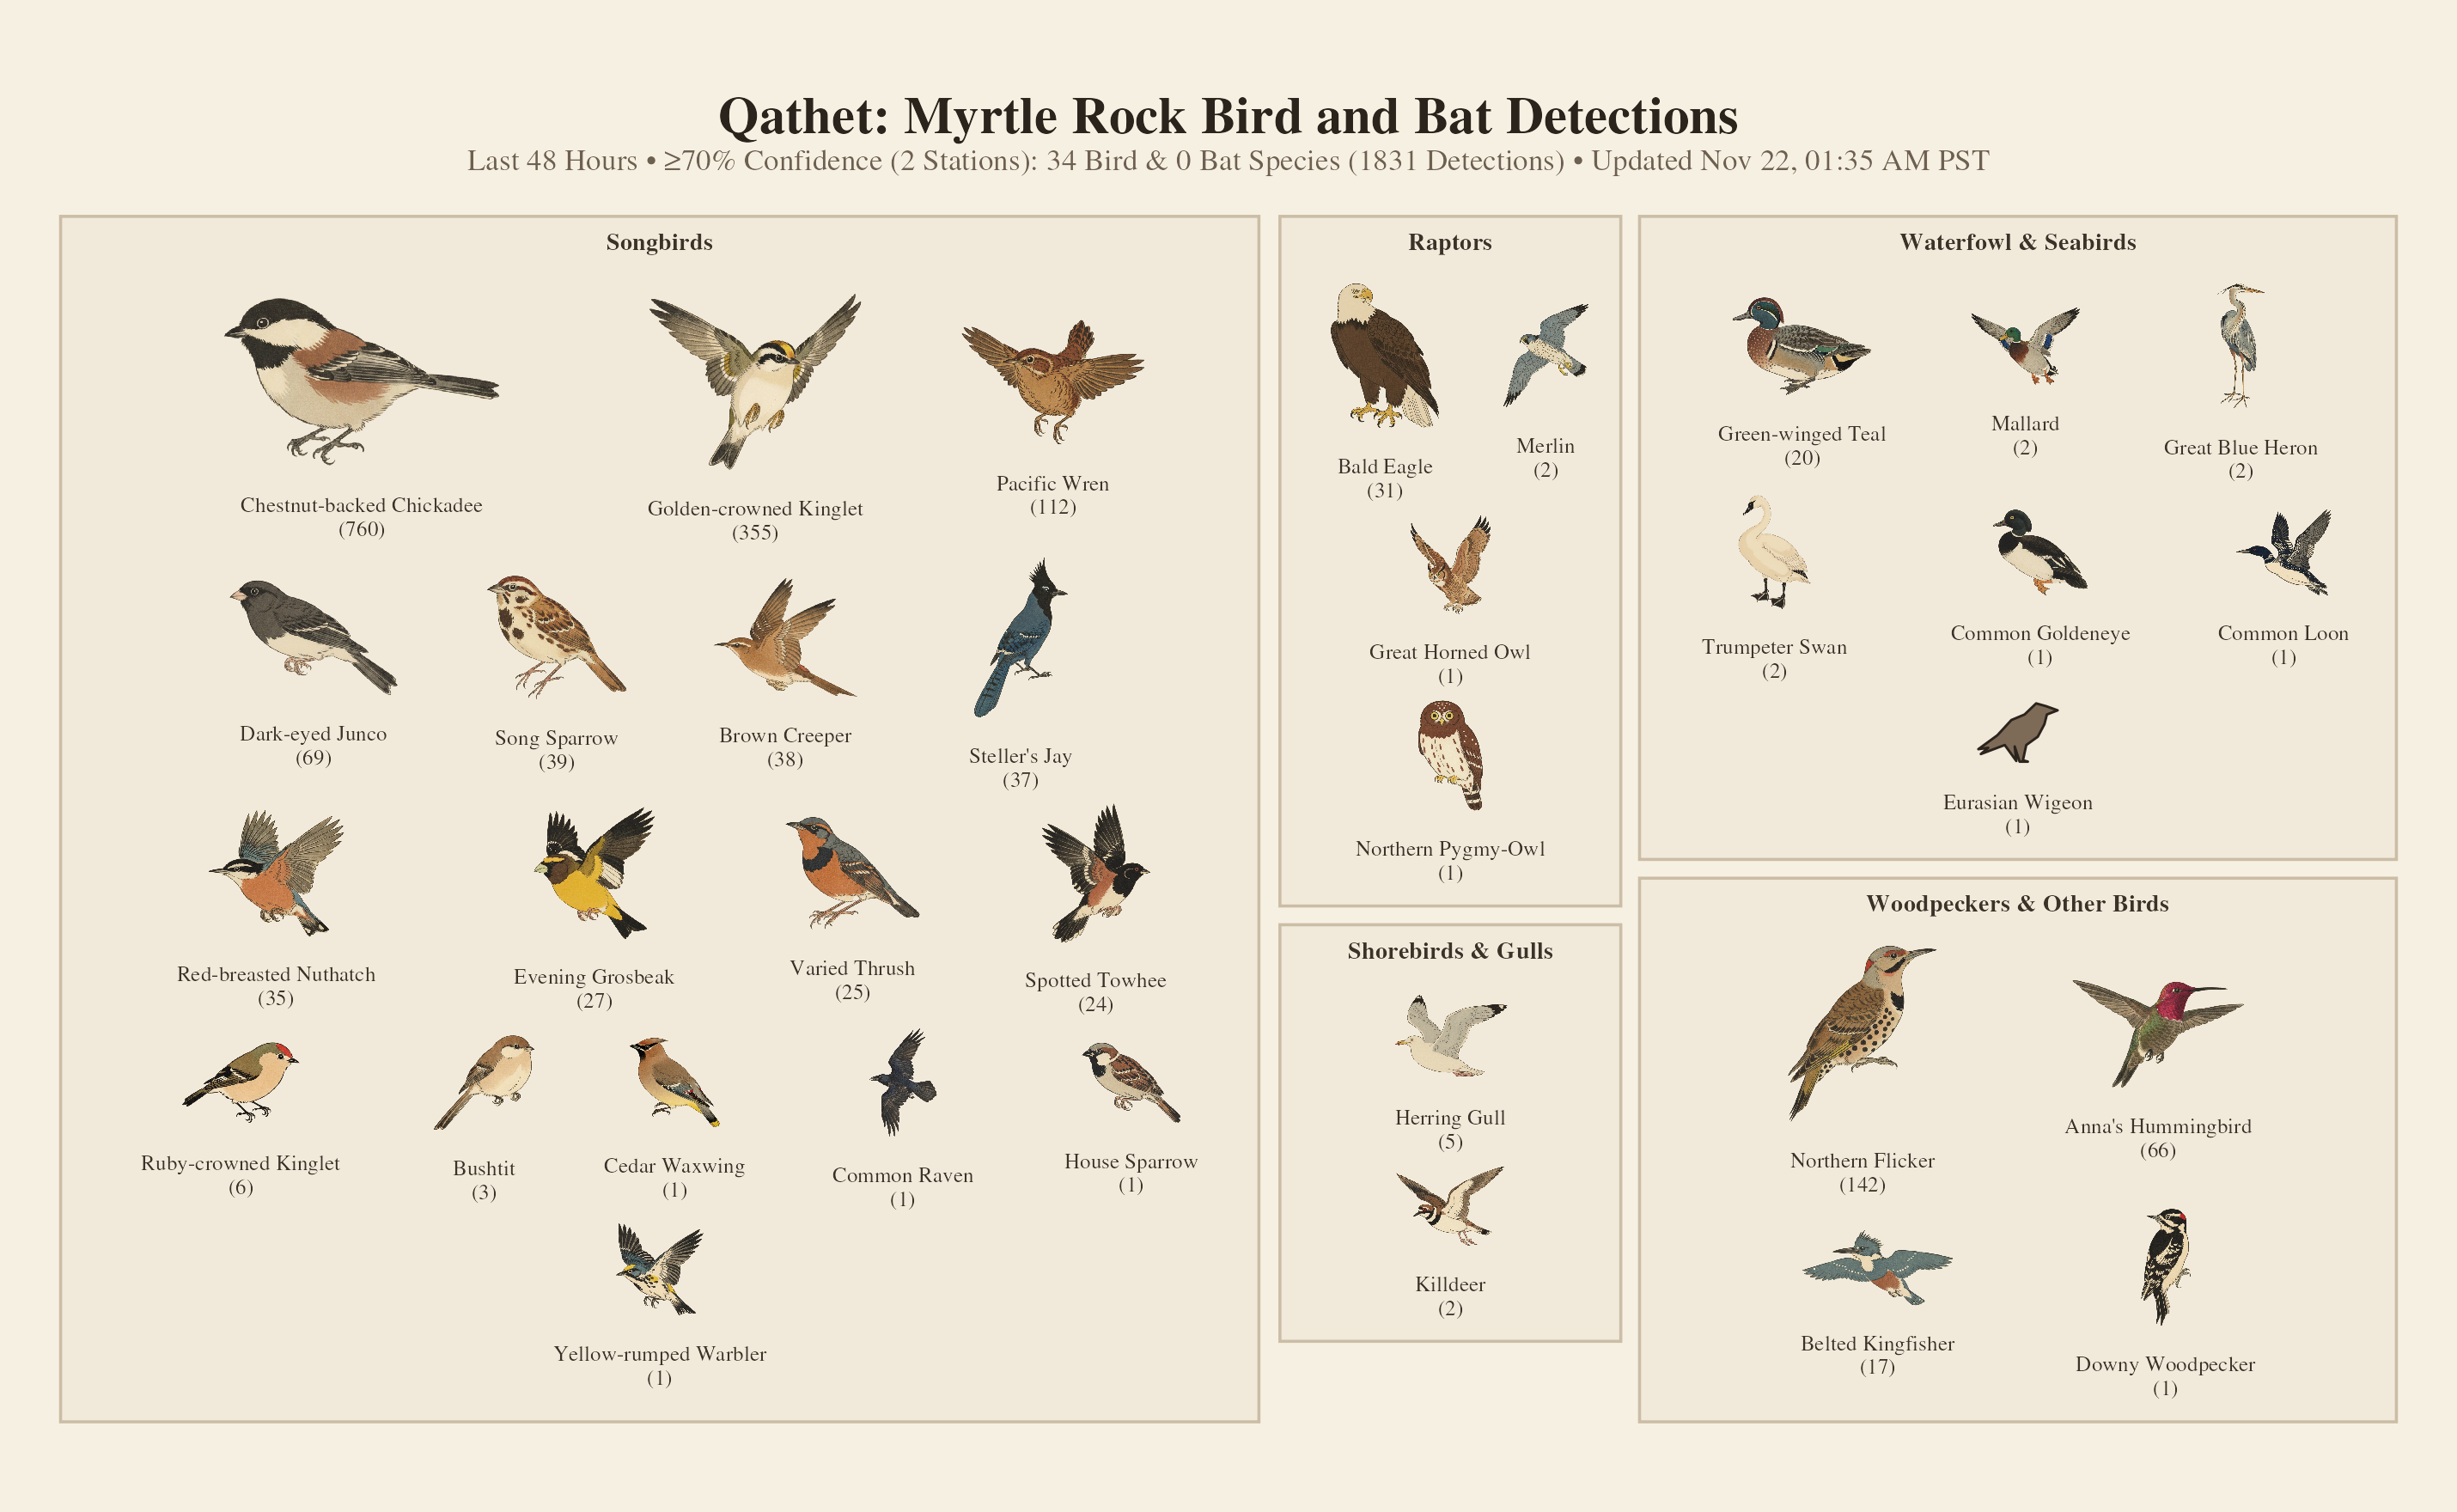 Qathet: Myrtle Rock Bird and Bat Detections
Last 48 Hours • ≥70% Confidence (2 Stations): 34 Bird & 0 Bat Species (1831 Detections) • Updated Nov 22, 01:35 AM PST
Songbirds
Chestnut-backed Chickadee
(760)
Golden-crowned Kinglet
(355)
Pacific Wren
(112)
Dark-eyed Junco
(69)
Song Sparrow
(39)
Brown Creeper
(38)
Steller's Jay
(37)
Red-breasted Nuthatch
(35)
Evening Grosbeak
(27)
Varied Thrush
(25)
Spotted Towhee
(24)
Ruby-crowned Kinglet
(6)
Bushtit
(3)
Cedar Waxwing
(1)
Common Raven
(1)
House Sparrow
(1)
Yellow-rumped Warbler
(1)
Raptors
Bald Eagle
(31)
Merlin
(2)
Great Horned Owl
(1)
Northern Pygmy-Owl
(1)
Shorebirds & Gulls
Herring Gull
(5)
Killdeer
(2)
Waterfowl & Seabirds
Green-winged Teal
(20)
Mallard
(2)
Great Blue Heron
(2)
Trumpeter Swan
(2)
Common Goldeneye
(1)
Common Loon
(1)
Eurasian Wigeon
(1)
Woodpeckers & Other Birds
Northern Flicker
(142)
Anna's Hummingbird
(66)
Belted Kingfisher
(17)
Downy Woodpecker
(1)